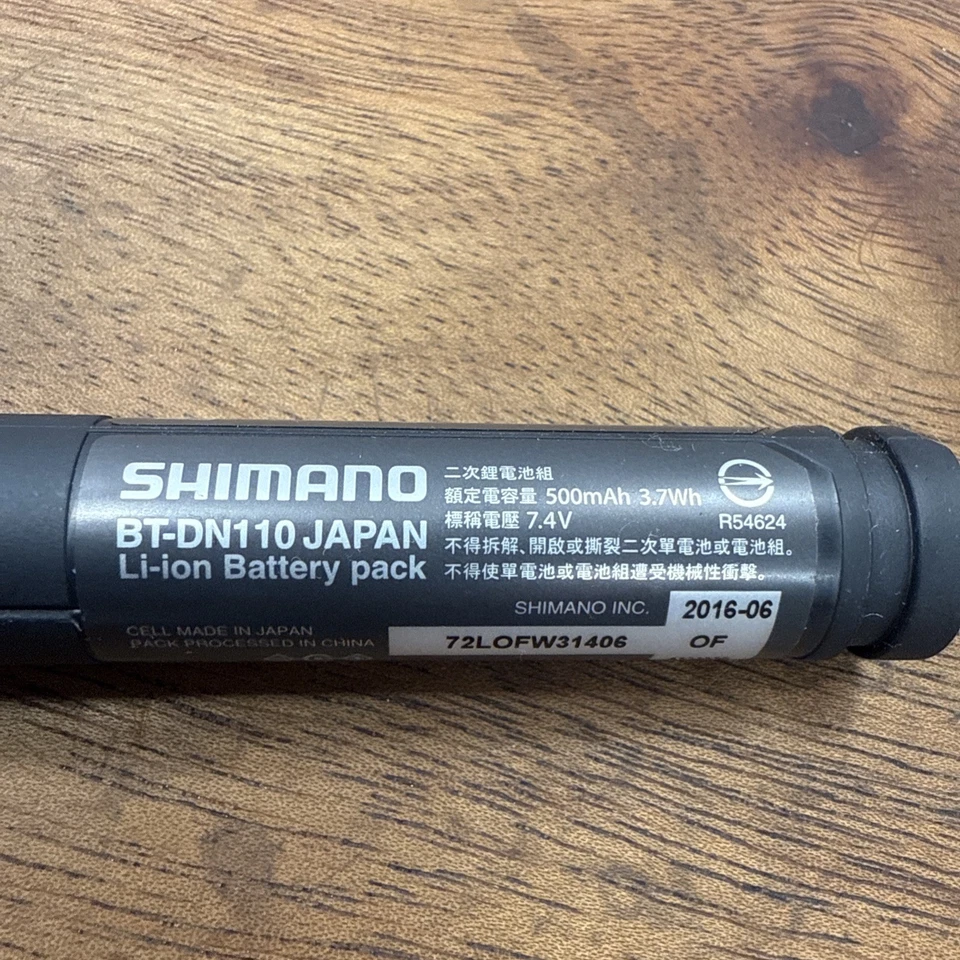 SHIMANO
BT-DN110 JAPAN
Li-ion Battery pack
二次鋰電池組
額定電容量 500mAh 3.7Wh
標稱電壓 7.4V
不得拆解、開啟或撕裂二次單電池或電池組。
不得使單電池或電池組遭受機械性衝擊。
R54624
SHIMANO INC.
2016-06
CELL MADE IN JAPAN
PACK PROCESSED IN CHINA
72LOFW31406
OF